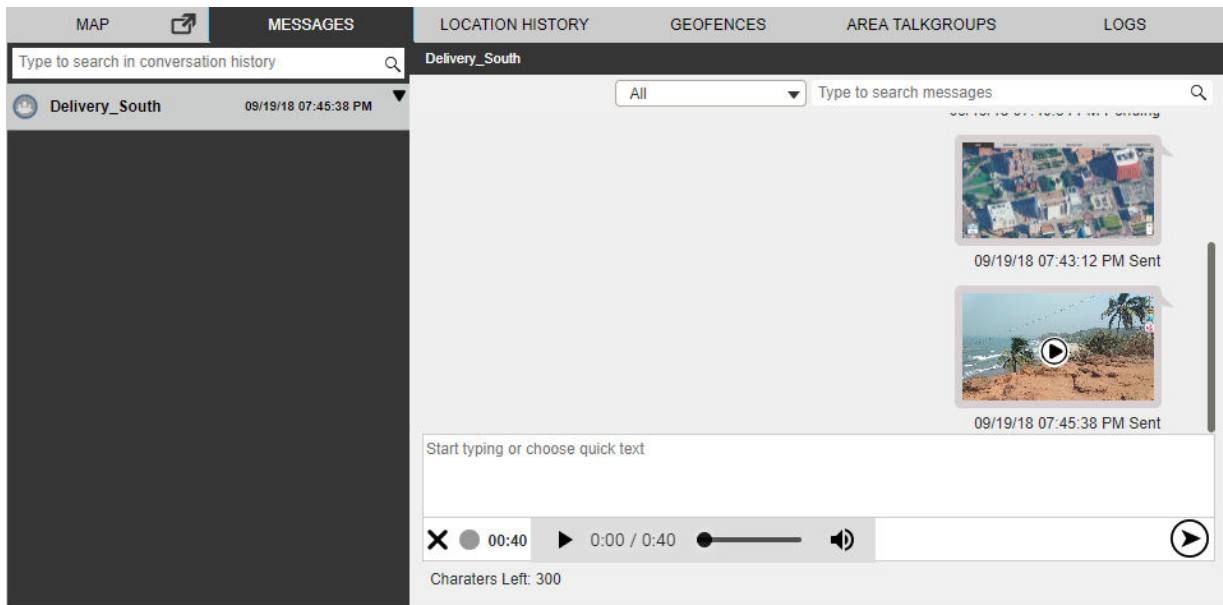 MAP MESSAGES LOCATION HISTORY GEOFENCES AREA TALKGROUPS LOGS
Type to search in conversation history
Delivery_South 09/19/18 07:45:38 PM
Delivery_South
All Type to search messages
09/19/18 07:43:12 PM Sent
09/19/18 07:45:38 PM Sent
Start typing or choose quick text
00:40 0:00 / 0:40
Charaters Left: 300